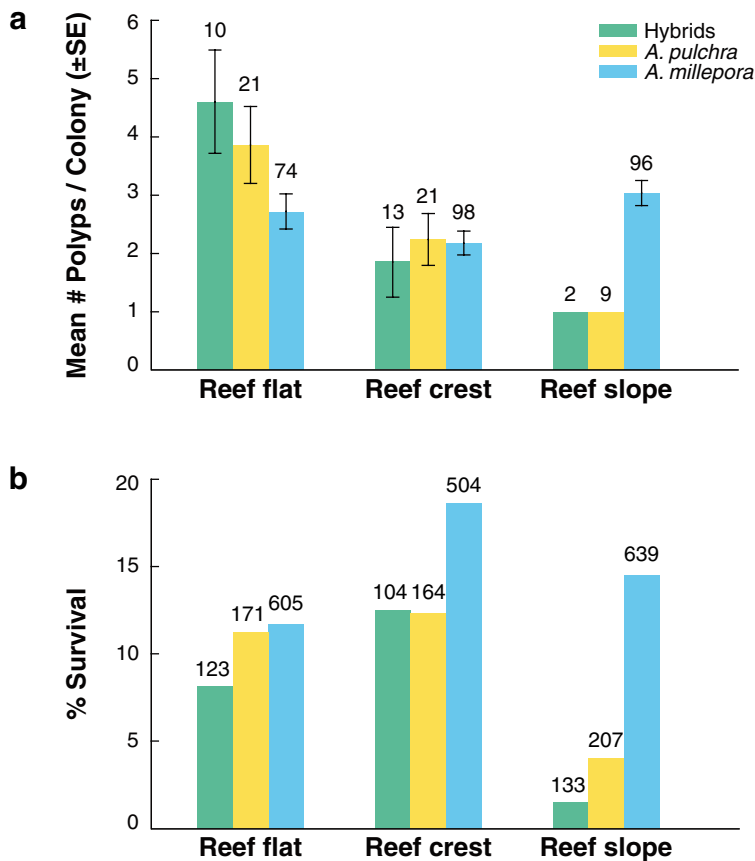 a
Mean # Polyps / Colony (±SE)
6
5
4
3
2
1
0
10
21
74
13
21
98
2
9
96
Hybrids
A. pulchra
A. millepora
Reef flat
Reef crest
Reef slope
b
% Survival
20
15
10
5
0
123
171
605
104
164
504
133
207
639
Reef flat
Reef crest
Reef slope